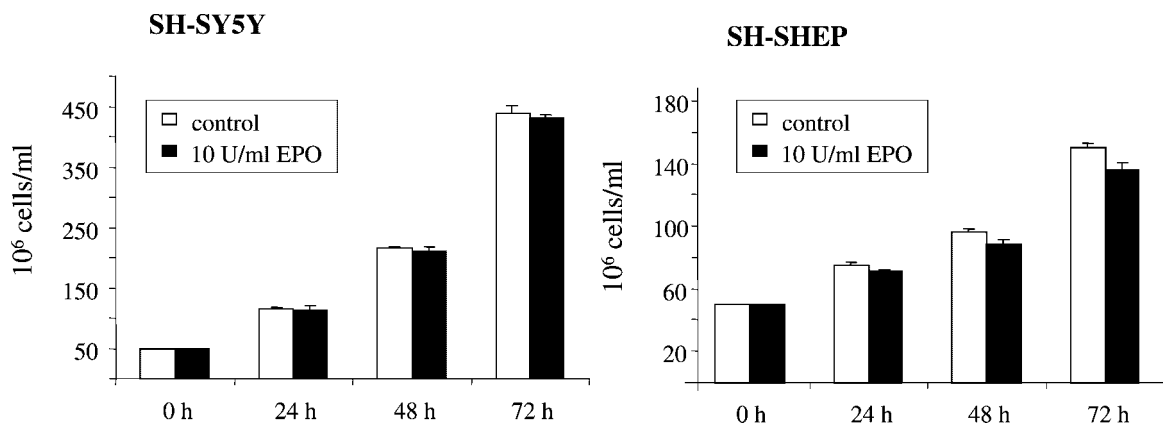 SH-SY5Y
10⁶ cells/ml
450
350
250
150
50
control
10 U/ml EPO
0 h
24 h
48 h
72 h
SH-SHEP
10⁶ cells/ml
180
140
100
60
20
control
10 U/ml EPO
0 h
24 h
48 h
72 h